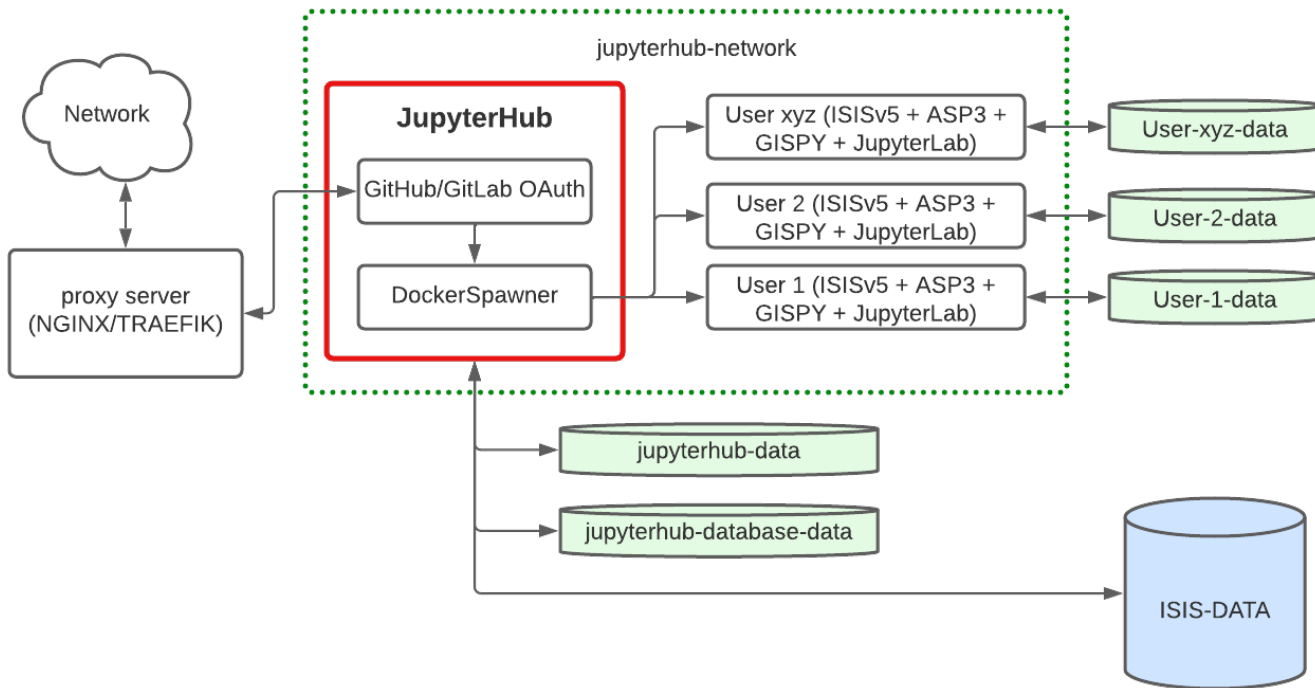 jupyterhub-network
Network
JupyterHub
User xyz (ISISv5 + ASP3 +
GISPY + JupyterLab)
User-xyz-data
GitHub/GitLab OAuth
User 2 (ISISv5 + ASP3 +
GISPY + JupyterLab)
User-2-data
proxy server
(NGINX/TRAEFIK)
DockerSpawner
User 1 (ISISv5 + ASP3 +
GISPY + JupyterLab)
User-1-data
jupyterhub-data
jupyterhub-database-data
ISIS-DATA